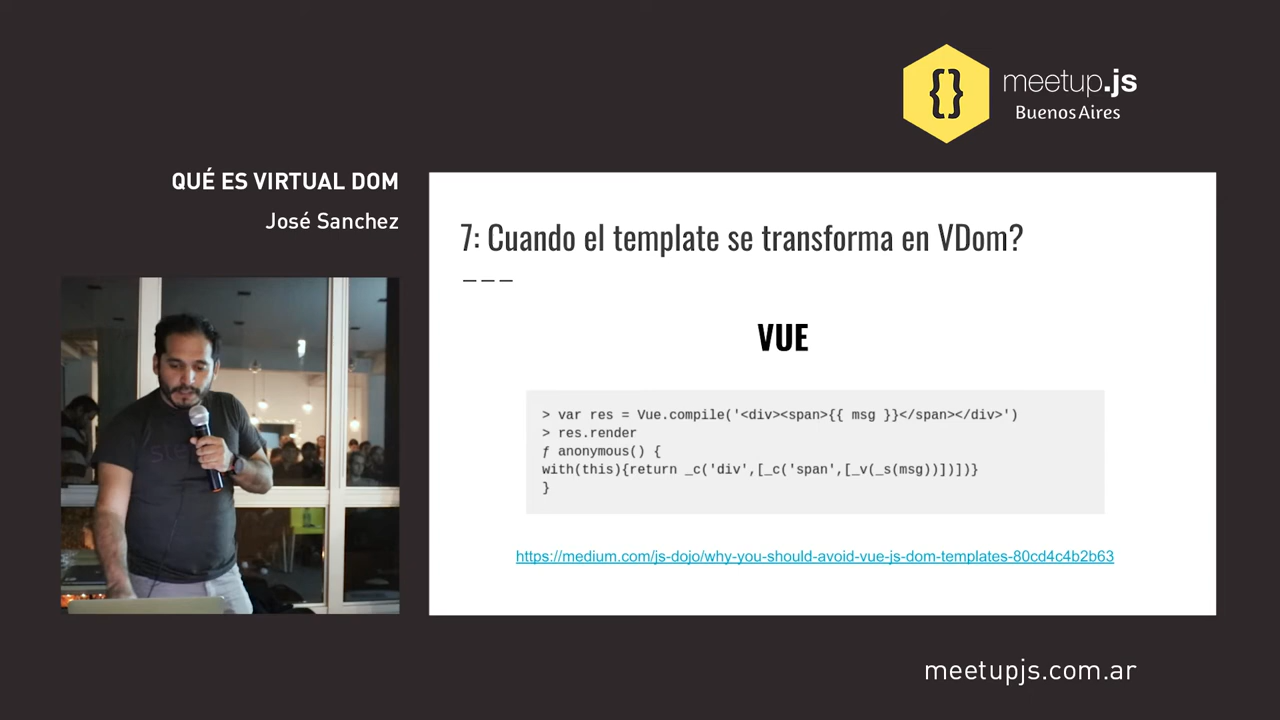 {}
meetup.js
Buenos Aires
QUÉ ES VIRTUAL DOM
José Sanchez
7: Cuando el template se transforma en VDom?
___
VUE
> var res = Vue.compile('<div><span>{{ msg }}</span></div>')
> res.render
ƒ anonymous() {
with(this){return _c('div',[_c('span',[_v(_s(msg))])])}
}
https://medium.com/js-dojo/why-you-should-avoid-vue-js-dom-templates-80cd4c4b2b63
meetupjs.com.ar